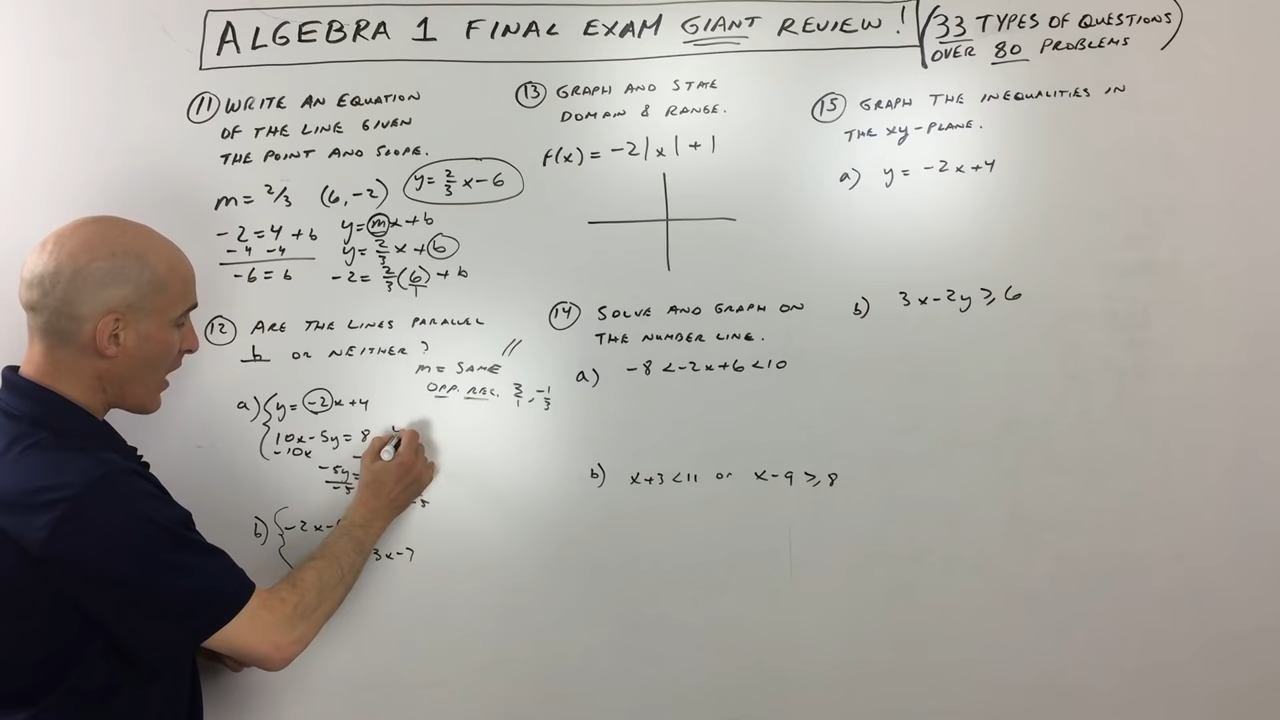 ALGEBRA 1 FINAL EXAM GIANT REVIEW!
(33 TYPES OF QUESTIONS
OVER 80 PROBLEMS)
11 WRITE AN EQUATION
OF THE LINE GIVEN
THE POINT AND SLOPE.
m = 2/3 (6, -2)
y = 2/3 x - 6
-2 = 4 + b
-4 -4
-6 = b
y = mx + b
y = 2/3 x + b
-2 = 2/3 (6)/1 + b
12 ARE THE LINES PARALLEL
⊥ OR NEITHER?
//
m = SAME
OPP. REC. 3/1, -1/3
a) { y = -2x+4
10x - 5y = 8
-10x
-5y =
-5
-5
b) { -2x -
3x - 7
13 GRAPH AND STATE
DOMAIN & RANGE.
f(x) = -2|x| + 1
14 SOLVE AND GRAPH ON
THE NUMBER LINE.
a) -8 < -2x+6 < 10
b) x+3 < 11 or x-9 ≥ 8
15 GRAPH THE INEQUALITIES IN
THE xy-PLANE.
a) y = -2x+4
b) 3x - 2y ≥ 6